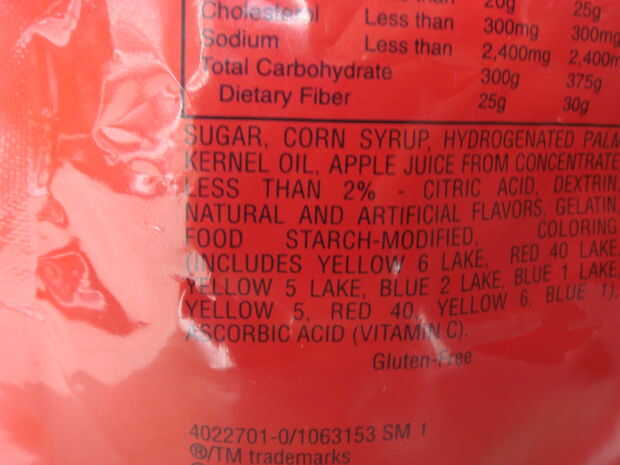 20g 25g
Cholesterol Less than 300mg 300mg
Sodium Less than 2,400mg 2,400m
Total Carbohydrate 300g 375g
Dietary Fiber 25g 30g
SUGAR, CORN SYRUP, HYDROGENATED PALM
KERNEL OIL, APPLE JUICE FROM CONCENTRATE,
LESS THAN 2% - CITRIC ACID, DEXTRIN,
NATURAL AND ARTIFICIAL FLAVORS, GELATIN,
FOOD STARCH-MODIFIED, COLORING
(INCLUDES YELLOW 6 LAKE, RED 40 LAKE,
YELLOW 5 LAKE, BLUE 2 LAKE, BLUE 1 LAKE,
YELLOW 5, RED 40, YELLOW 6, BLUE 1),
ASCORBIC ACID (VITAMIN C).
Gluten-Free
4022701-0/1063153 SM 1
®/TM trademarks